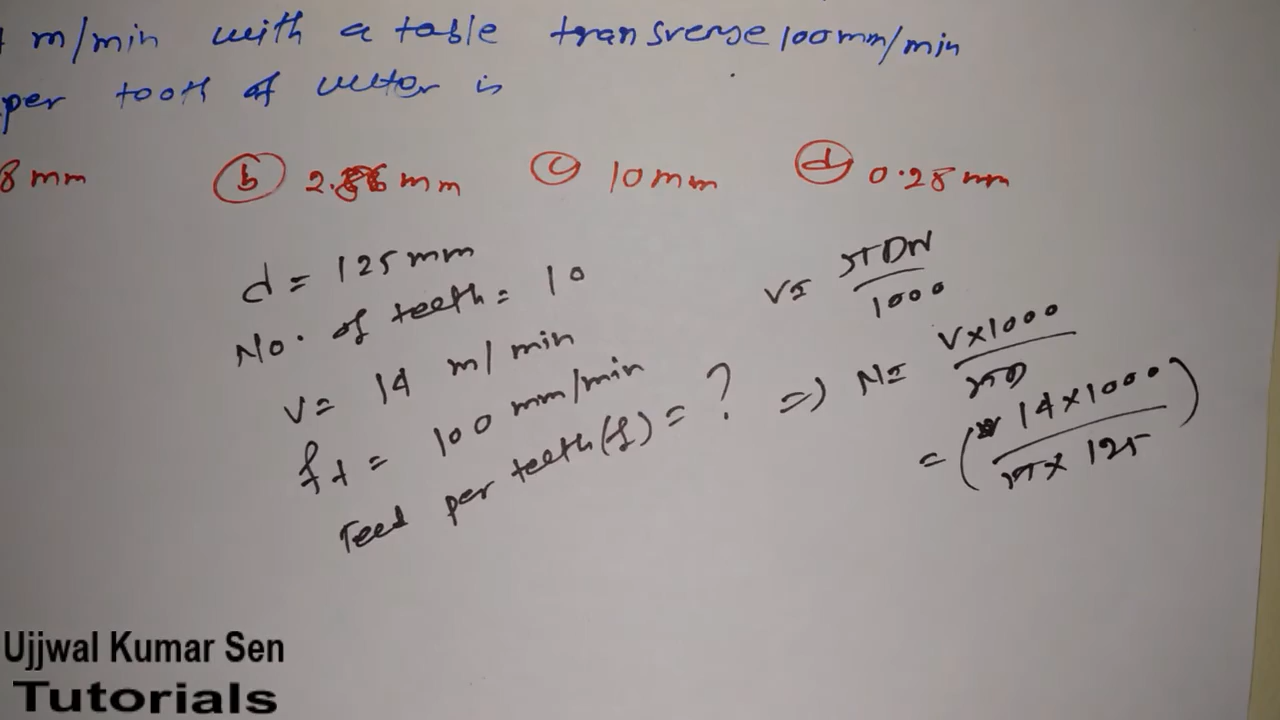 m/min with a table transverse 100 mm/min
per tooth of cutter is
8 mm (b) 2.86 mm (c) 10mm (d) 0.28 mm
d = 125 mm
No. of teeth = 10
v = 14 m/min
ft = 100 mm/min
Feed per teeth (f) = ?
V = πDN/1000
=) N = V×1000/πD
= (14×1000/π×125)
Ujjwal Kumar Sen
Tutorials